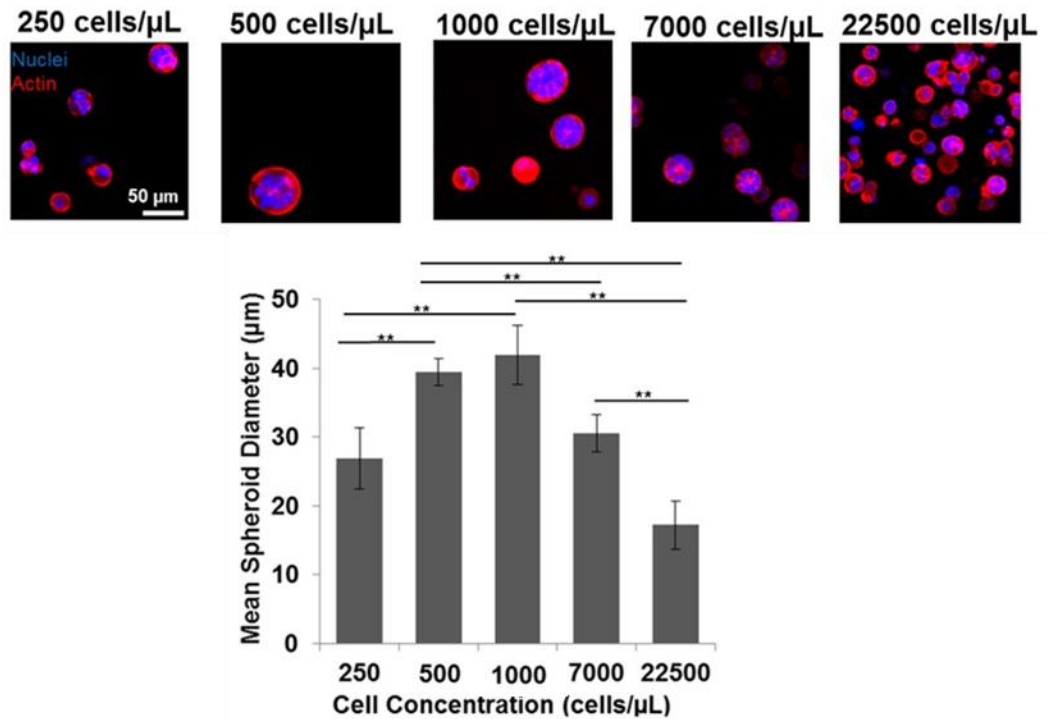 250 cells/µL 500 cells/µL 1000 cells/µL 7000 cells/µL 22500 cells/µL
Nuclei
Actin
50 µm
**
**
**
**
**
**
Mean Spheroid Diameter (µm)
50
40
30
20
10
0
250 500 1000 7000 22500
Cell Concentration (cells/µL)